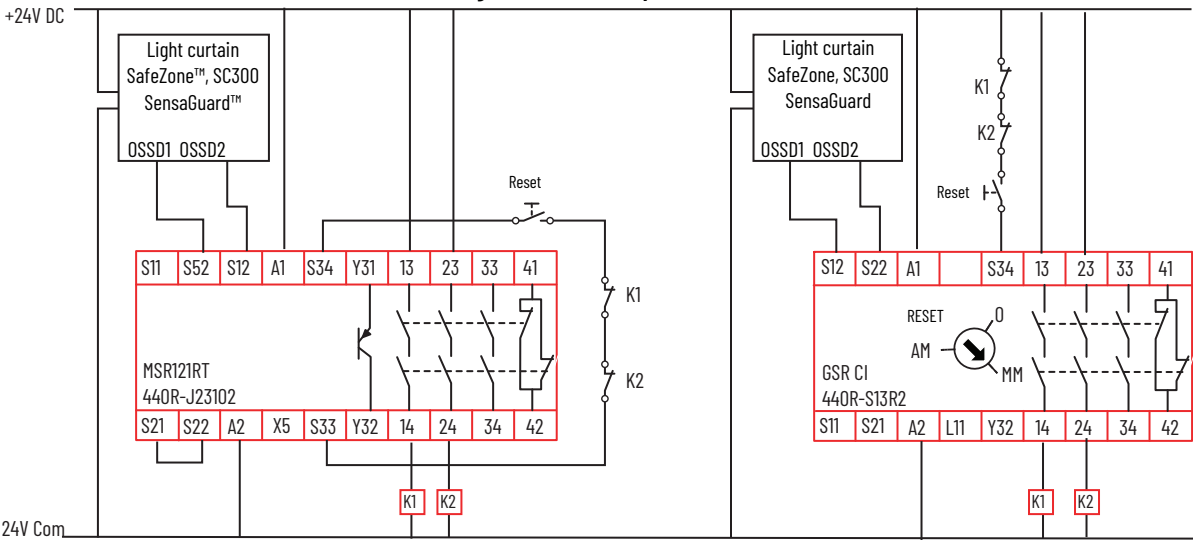 +24V DC
Light curtain
SafeZone™, SC300
SensaGuard™
OSSD1 OSSD2
Reset
S11 S52 S12 A1 S34 Y31 13 23 33 41
K1
K2
MSR121RT
440R-J23102
S21 S22 A2 X5 S33 Y32 14 24 34 42
K1 K2
24V Com
Light curtain
SafeZone, SC300
SensaGuard
OSSD1 OSSD2
K1
K2
Reset
S12 S22 A1 S34 13 23 33 41
RESET
0
AM
MM
GSR CI
440R-S13R2
S11 S21 A2 L11 Y32 14 24 34 42
K1 K2